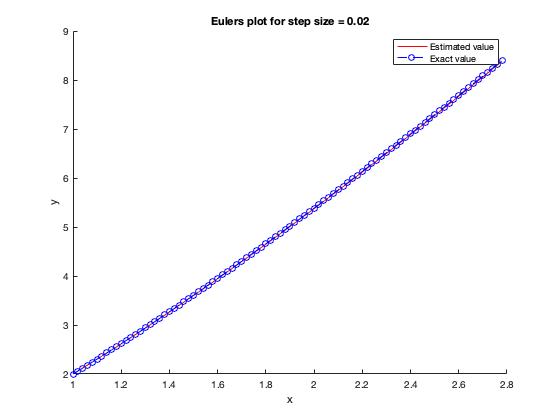 Eulers plot for step size = 0.02
Estimated value
Exact value
9
8
7
6
5
4
3
2
y
1 1.2 1.4 1.6 1.8 2 2.2 2.4 2.6 2.8
x